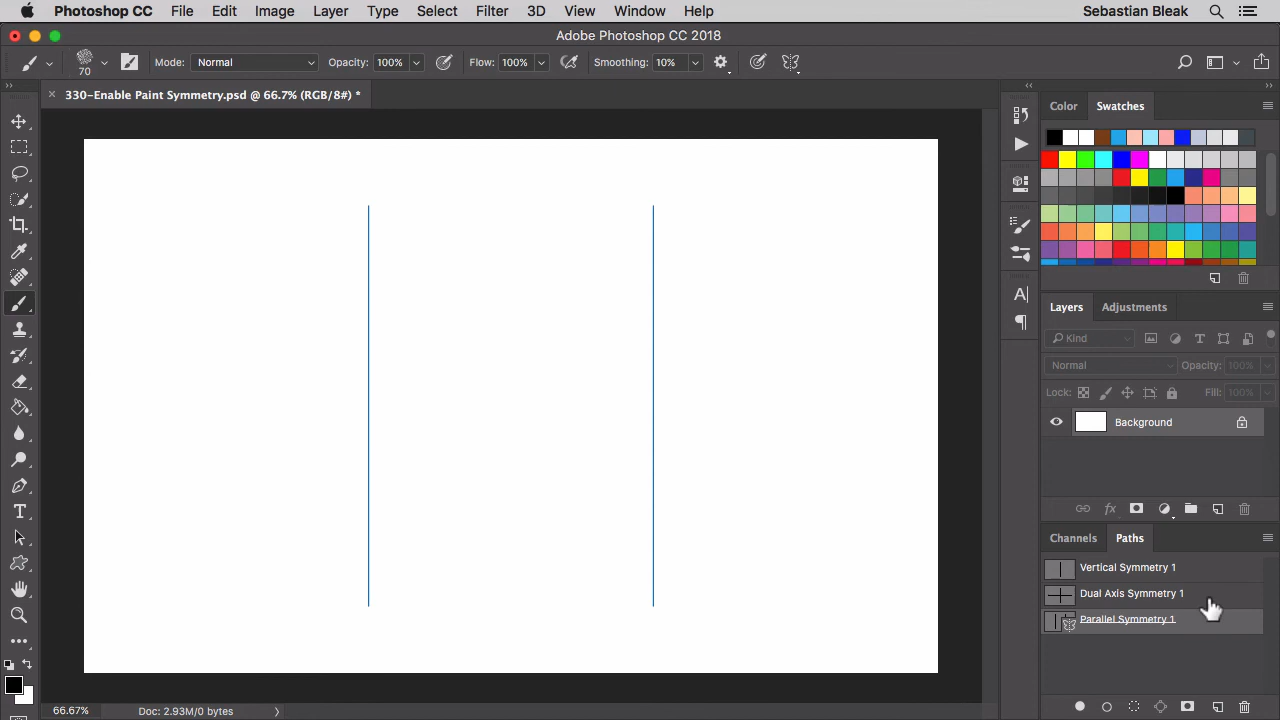 Photoshop CC File Edit Image Layer Type Select Filter 3D View Window Help Sebastian Bleak
Adobe Photoshop CC 2018
70 Mode: Normal Opacity: 100% Flow: 100% Smoothing: 10%
330-Enable Paint Symmetry.psd @ 66.7% (RGB/8#) *
Color Swatches
Layers Adjustments
Kind
Normal Opacity: 100%
Lock: Fill: 100%
Background
fx
Channels Paths
Vertical Symmetry 1
Dual Axis Symmetry 1
Parallel Symmetry 1
66.67% Doc: 2.93M/0 bytes